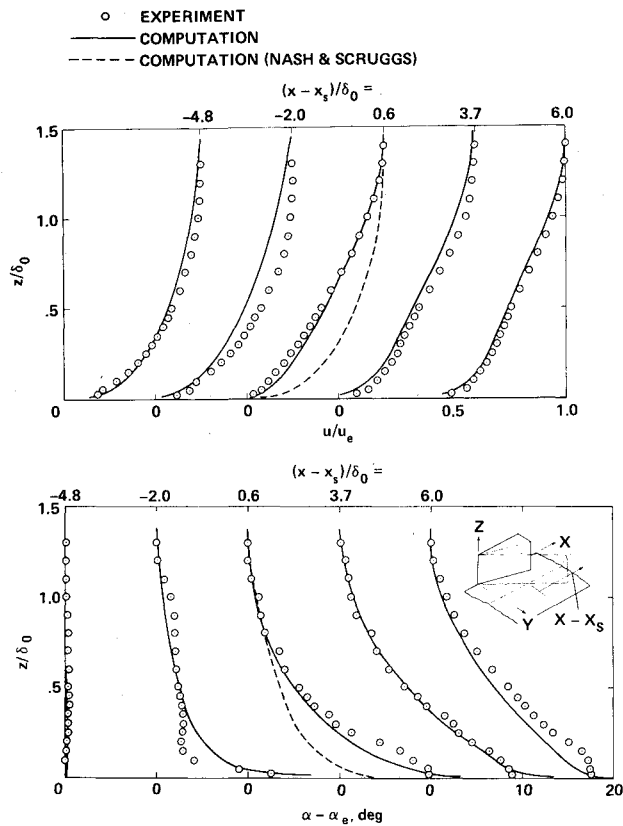 EXPERIMENT
COMPUTATION
COMPUTATION (NASH & SCRUGGS)
(x – xₛ)/δ₀ =
–4.8 –2.0 0.6 3.7 6.0
1.5
1.0
z/δ₀
.5
0
0 0 0 0 0.5 1.0
u/uₑ
(x – xₛ)/δ₀ =
–4.8 –2.0 0.6 3.7 6.0
1.5
1.0
z/δ₀
.5
0
0 0 0 0 0 10 20
α – αₑ, deg
Z
X
Y
X – Xₛ